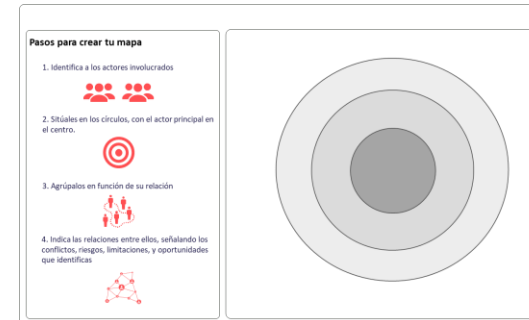 Pasos para crear tu mapa
1. Identifica a los actores involucrados
2. Sitúales en los círculos, con el actor principal en
el centro.
3. Agrúpalos en función de su relación
4. Indica las relaciones entre ellos, señalando los
conflictos, riesgos, limitaciones, y oportunidades
que identificas